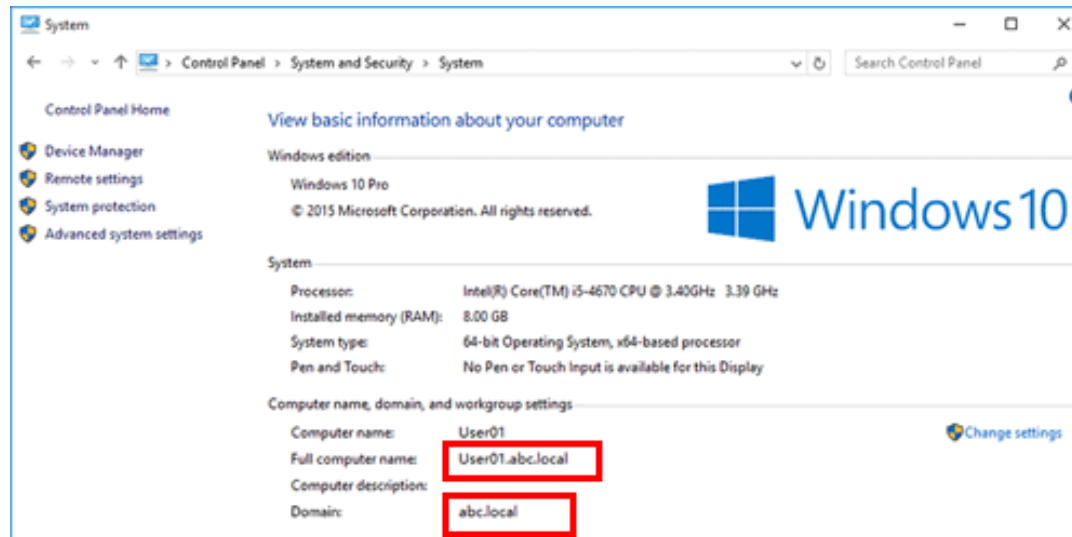 System
Control Panel > System and Security > System
Search Control Panel
Control Panel Home
Device Manager
Remote settings
System protection
Advanced system settings
View basic information about your computer
Windows edition
Windows 10 Pro
© 2015 Microsoft Corporation. All rights reserved.
Windows 10
System
Processor: Intel(R) Core(TM) i5-4670 CPU @ 3.40GHz 3.39 GHz
Installed memory (RAM): 8.00 GB
System type: 64-bit Operating System, x64-based processor
Pen and Touch: No Pen or Touch Input is available for this Display
Computer name, domain, and workgroup settings
Computer name: User01
Change settings
Full computer name: User01.abc.local
Computer description:
Domain: abc.local